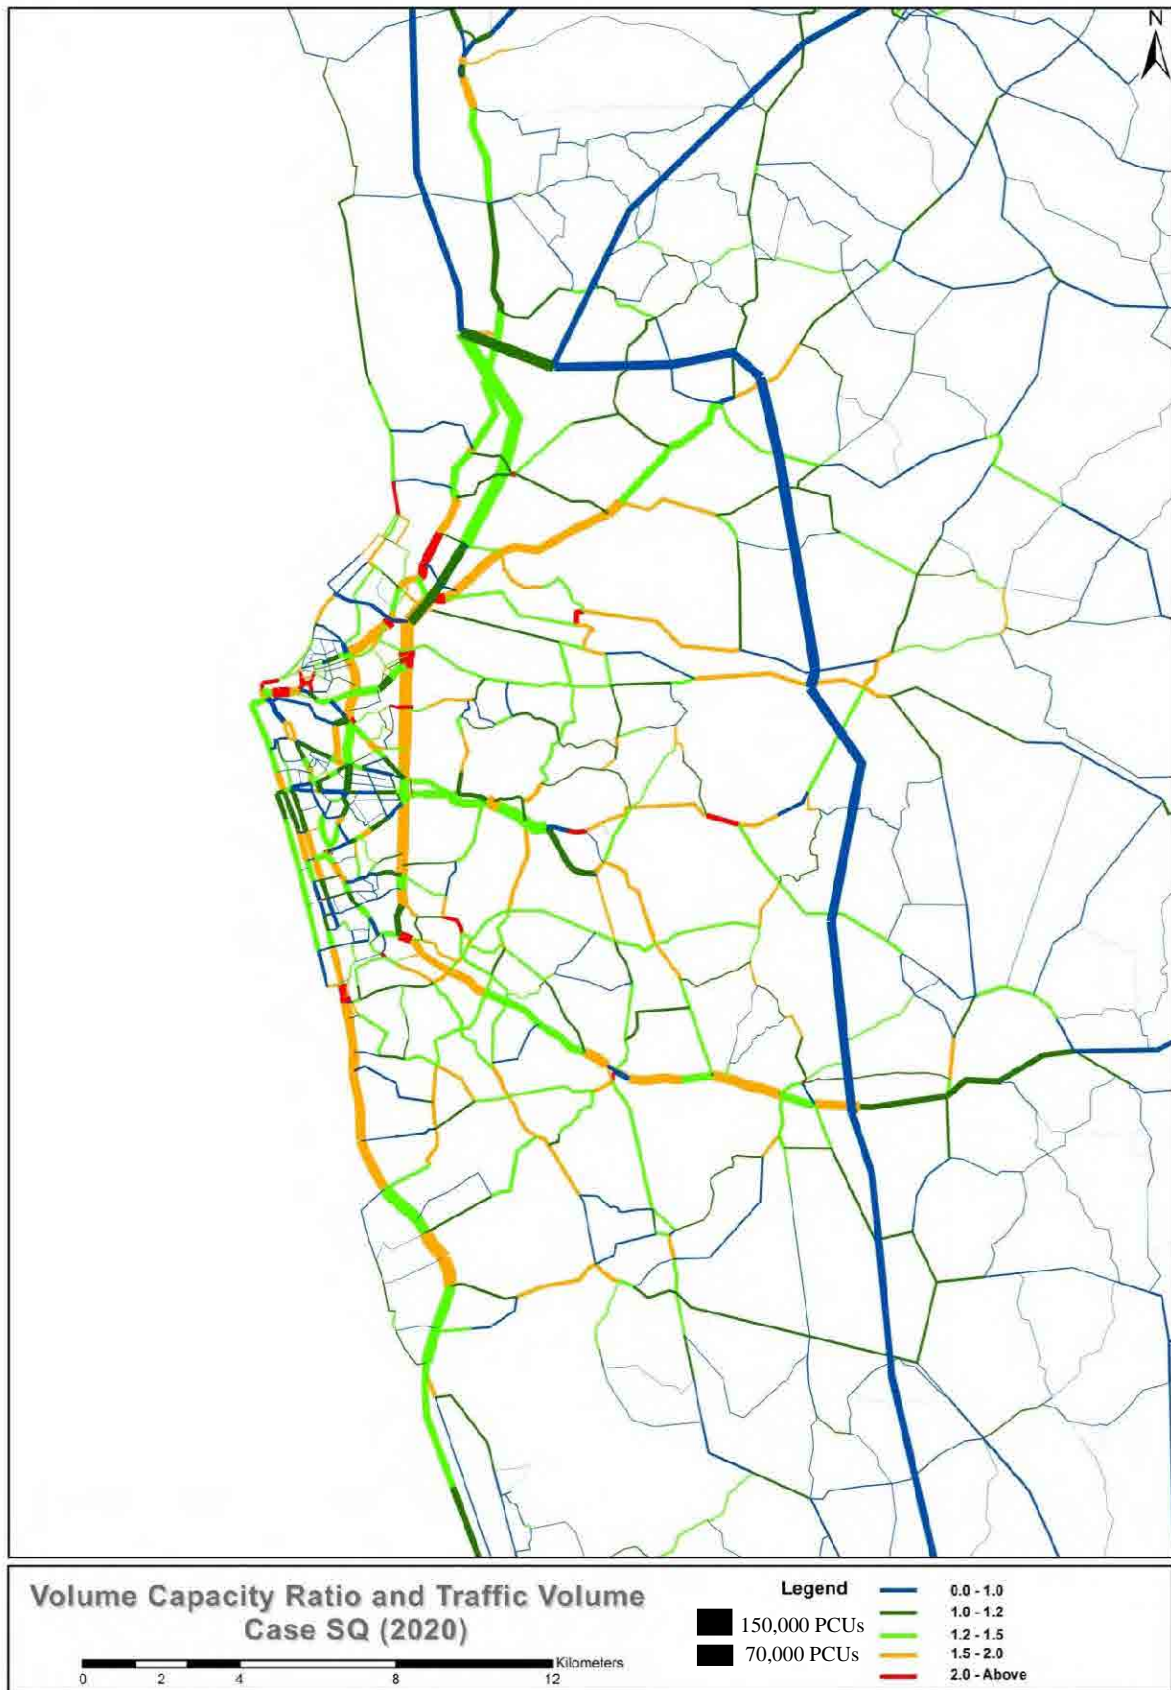 N
Volume Capacity Ratio and Traffic Volume
Case SQ (2020)
Kilometers
0 2 4 8 12
Legend
150,000 PCUs
70,000 PCUs
0.0 - 1.0
1.0 - 1.2
1.2 - 1.5
1.5 - 2.0
2.0 - Above